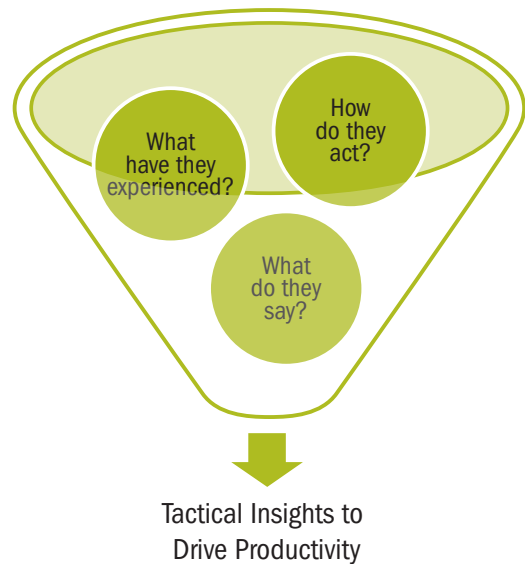 What
have they
experienced?
How
do they
act?
What
do they
say?
Tactical Insights to
Drive Productivity